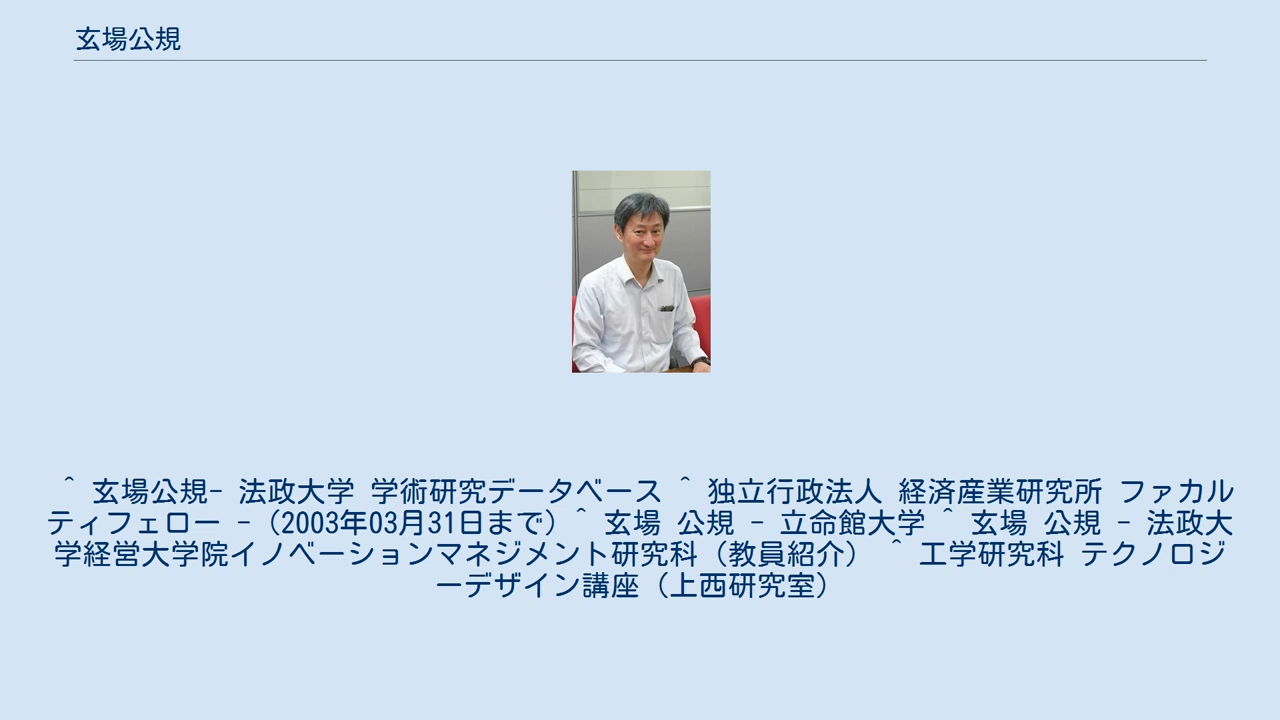 玄場公規
^ 玄場公規- 法政大学 学術研究データベース ^ 独立行政法人 経済産業研究所 ファカル
ティフェロー -（2003年03月31日まで）^ 玄場 公規 - 立命館大学 ^ 玄場 公規 - 法政大
学経営大学院イノベーションマネジメント研究科（教員紹介） ^ 工学研究科 テクノロジ
ーデザイン講座（上西研究室）